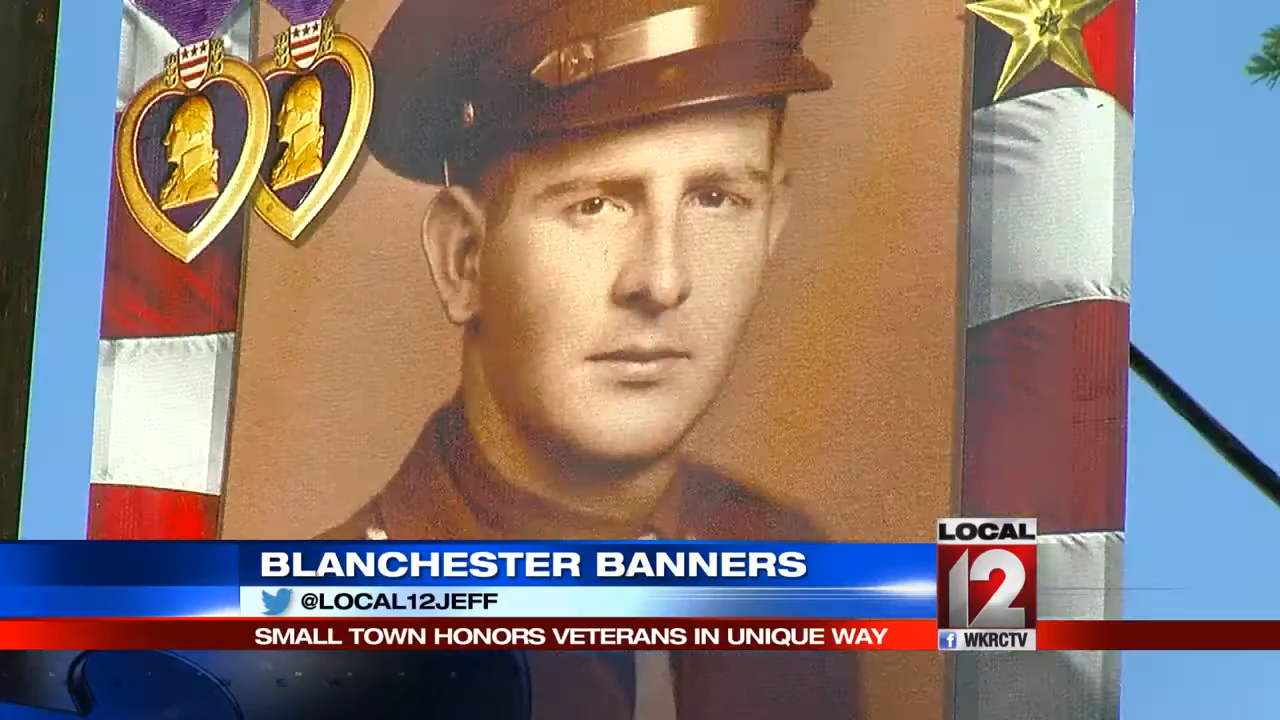 BLANCHESTER BANNERS
@LOCAL12JEFF
SMALL TOWN HONORS VETERANS IN UNIQUE WAY
LOCAL
12
f WKRCTV